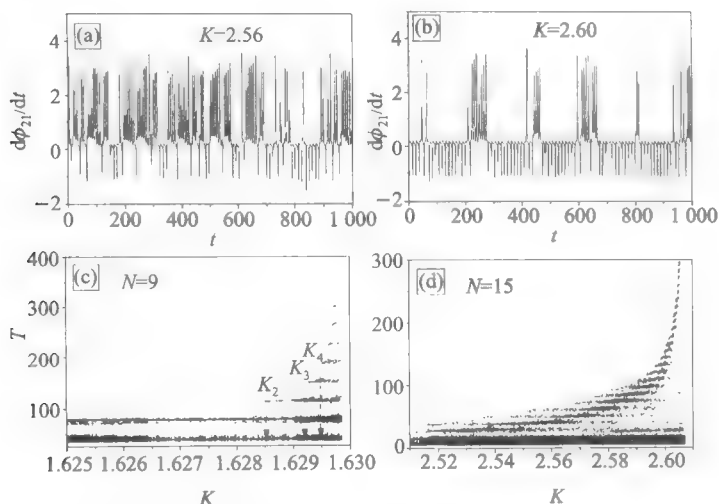 (a) K=2.56
4
2
0
−2
dϕ₂₁/dt
0 200 400 600 800 1 000
t
(b) K=2.60
4
2
0
−2
dϕ₂₁/dt
0 200 400 600 800 1 000
t
(c) N=9
400
300
200
100
T
K₂
K₃
K₄
1.625 1.626 1.627 1.628 1.629 1.630
K
(d) N=15
300
200
100
0
2.52 2.54 2.56 2.58 2.60
K